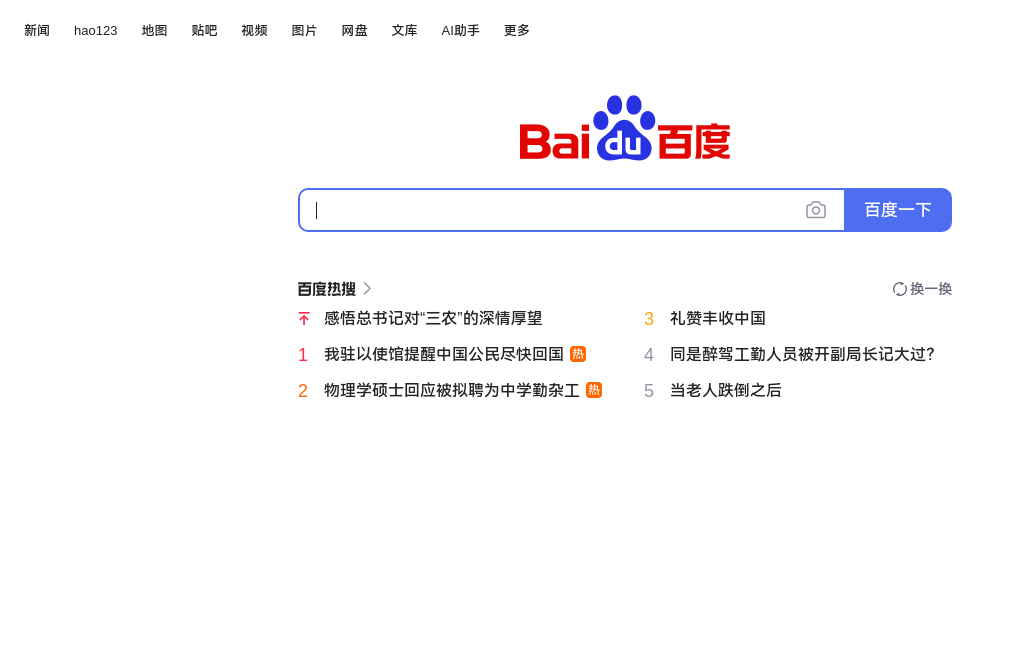 新闻 hao123 地图 贴吧 视频 图片 网盘 文库 AI助手 更多
Bai du 百度
百度一下
百度热搜 换一换
感悟总书记对“三农”的深情厚望
1 我驻以使馆提醒中国公民尽快回国 热
2 物理学硕士回应被拟聘为中学勤杂工 热
3 礼赞丰收中国
4 同是醉驾工勤人员被开副局长记大过?
5 当老人跌倒之后